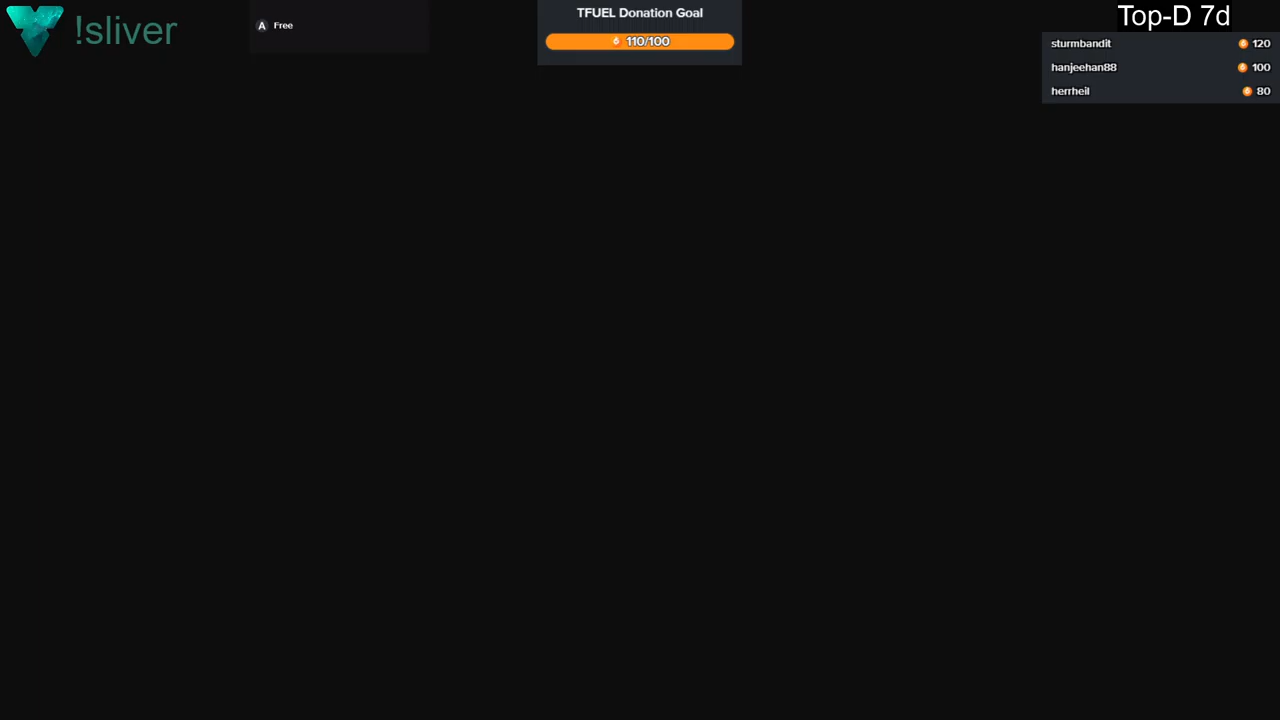 !sliver
A Free
TFUEL Donation Goal
110/100
Top-D 7d
sturmbandit 120
hanjeehan88 100
herrheil 80